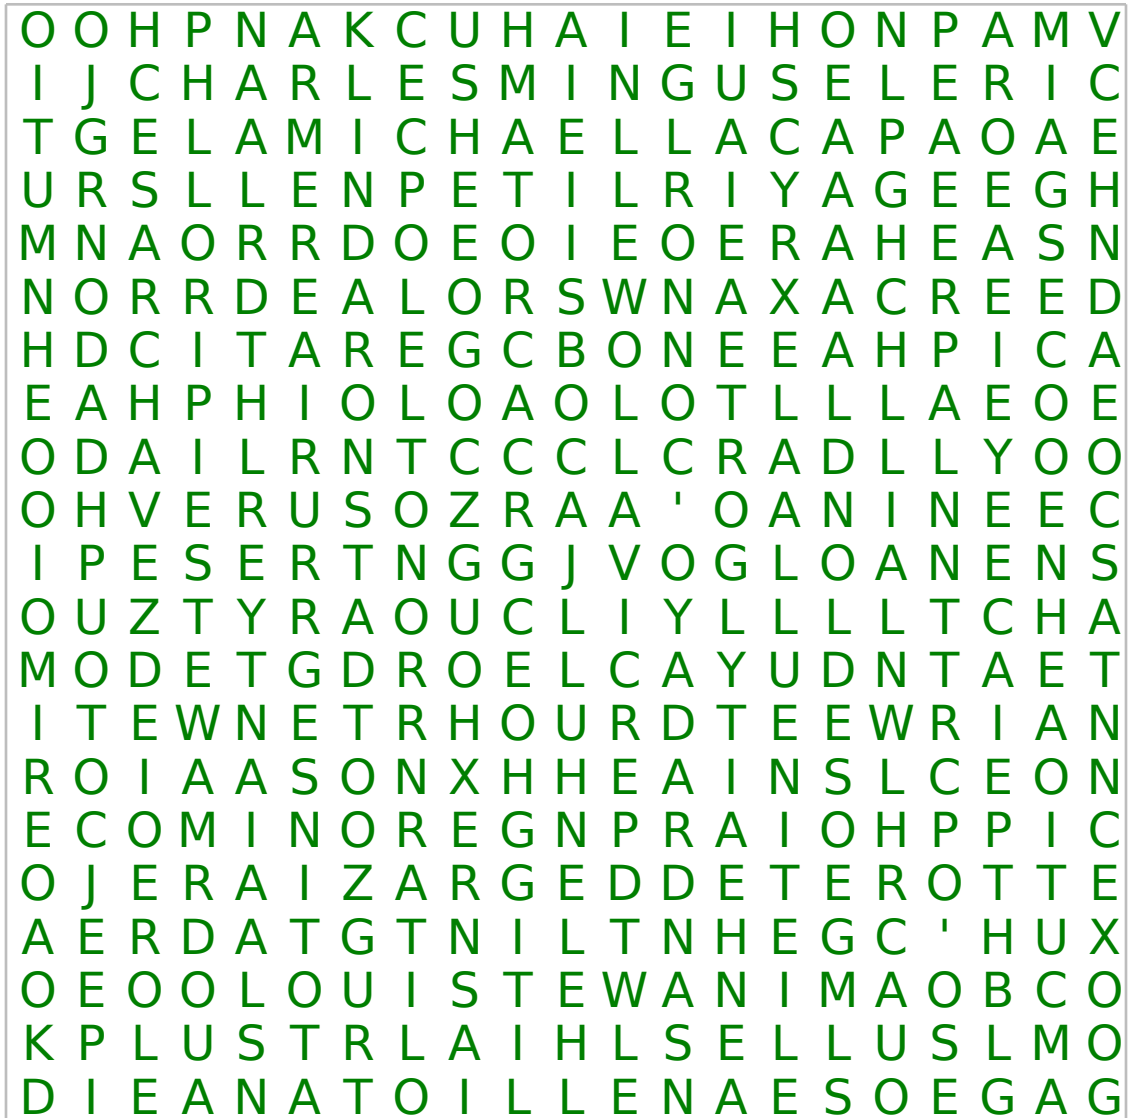 O O H P N A K C U H A I E I H O N P A M V
I J C H A R L E S M I N G U S E L E R I C
T G E L A M I C H A E L L A C A P A O A E
U R S L L E N P E T I L R I Y A G E E G H
M N A O R R D O E O I E O E R A H E A S N
N O R R D E A L O R S W N A X A C R E E D
H D C I T A R E G C B O N E E A H P I C A
E A H P H I O L O A O L O T L L L A E O E
O D A I L R N T C C C L C R A D L L Y O O
O H V E R U S O Z R A A ' O A N I N E E C
I P E S E R T N G G J V O G L O A N E N S
O U Z T Y R A O U C L I Y L L L L T C H A
M O D E T G D R O E L C A Y U D N T A E T
I T E W N E T R H O U R D T E E W R I A N
R O I A A S O N X H H E A I N S L C E O N
E C O M I N O R E G N P R A I O H P P I C
O J E R A I Z A R G E D D E T E R O T T E
A E R D A T G T N I L T N H E G C ' H U X
O E O O L O U I S T E W A N I M A O B C O
K P L U S T R L A I H L S E L L U S L M O
D I E A N A T O I L L E N A E S O E G A G